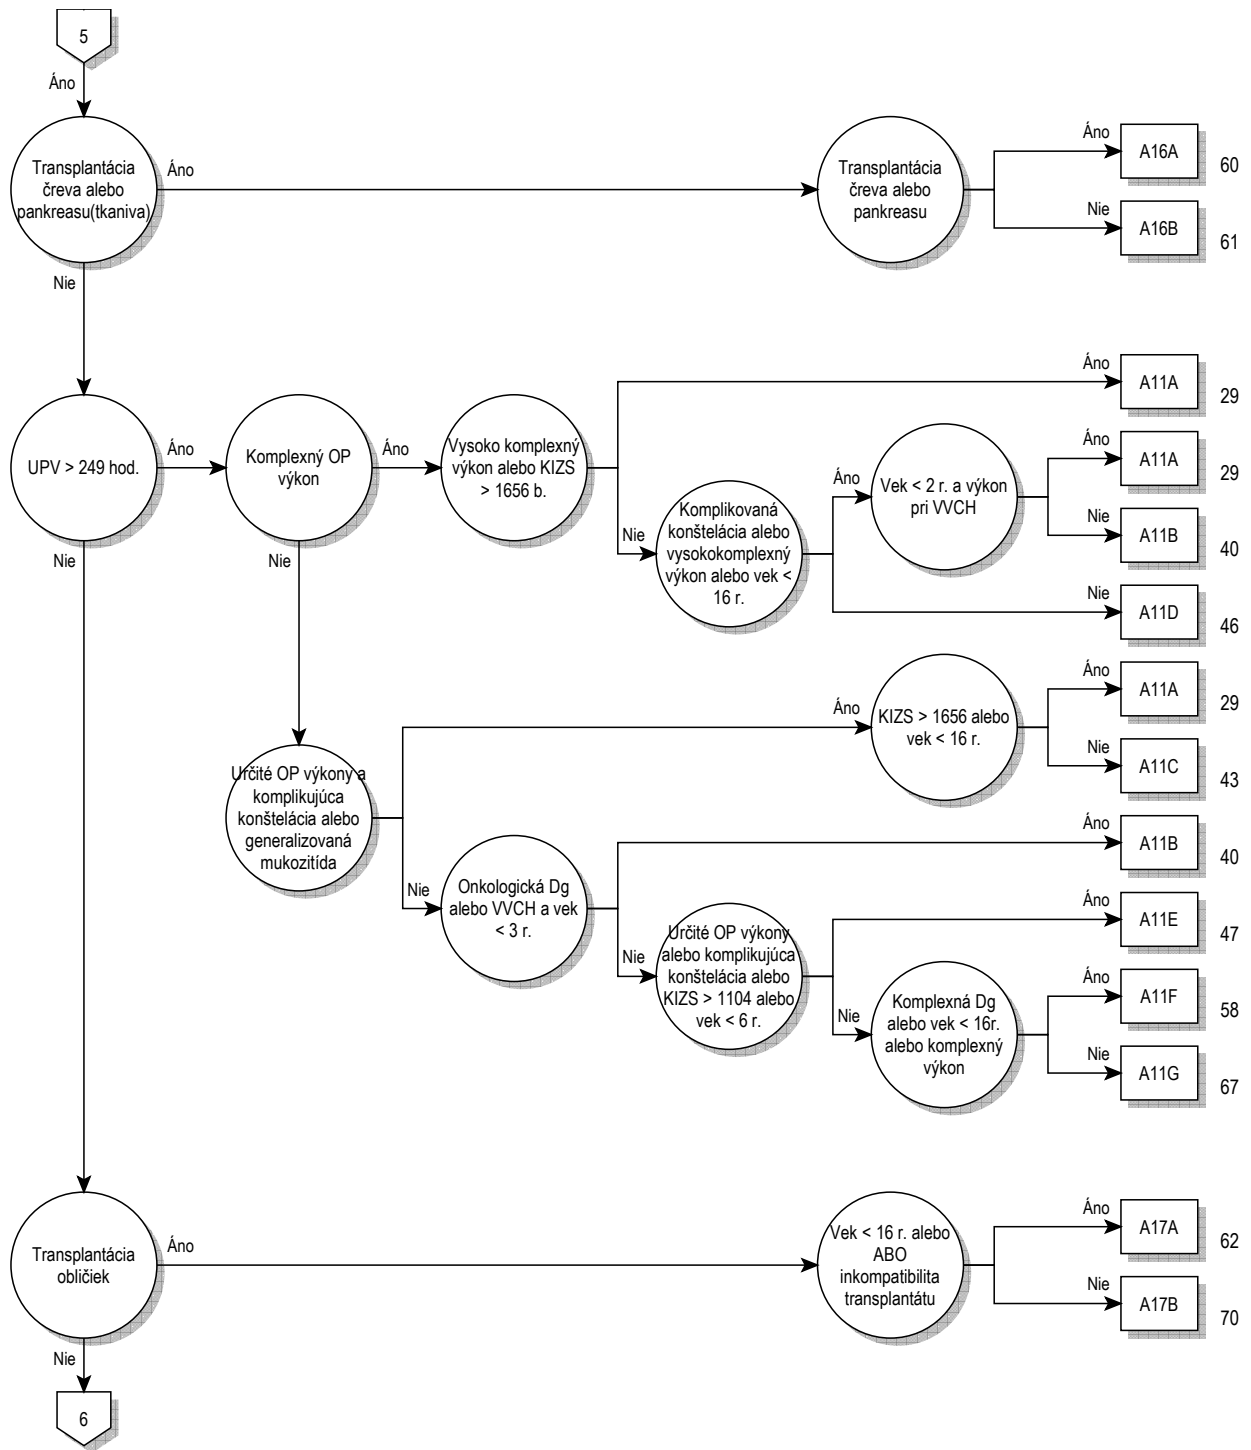 5
Áno
Transplantácia
čreva alebo
pankreasu(tkaniva)
Áno
Transplantácia
čreva alebo
pankreasu
Áno
A16A
60
Nie
A16B
61
Nie
UPV > 249 hod.
Áno
Komplexný OP
výkon
Áno
Vysoko komplexný
výkon alebo KIZS
> 1656 b.
Áno
A11A
29
Nie
Komplikovaná
konštelácia alebo
vysokokomplexný
výkon alebo vek <
16 r.
Áno
Vek < 2 r. a výkon
pri VVCH
Áno
A11A
29
Nie
A11B
40
Nie
A11D
46
Nie
Nie
Určité OP výkony a
komplikujúca
konštelácia alebo
generalizovaná
mukozitída
Áno
KIZS > 1656 alebo
vek < 16 r.
Áno
A11A
29
Nie
A11C
43
Nie
Onkologická Dg
alebo VVCH a vek
< 3 r.
Áno
A11B
40
Nie
Určité OP výkony
alebo komplikujúca
konštelácia alebo
KIZS > 1104 alebo
vek < 6 r.
Áno
A11E
47
Nie
Komplexná Dg
alebo vek < 16r.
alebo komplexný
výkon
Áno
A11F
58
Nie
A11G
67
Transplantácia
obličiek
Áno
Vek < 16 r. alebo
ABO
inkompatibilita
transplantátu
Áno
A17A
62
Nie
A17B
70
Nie
6